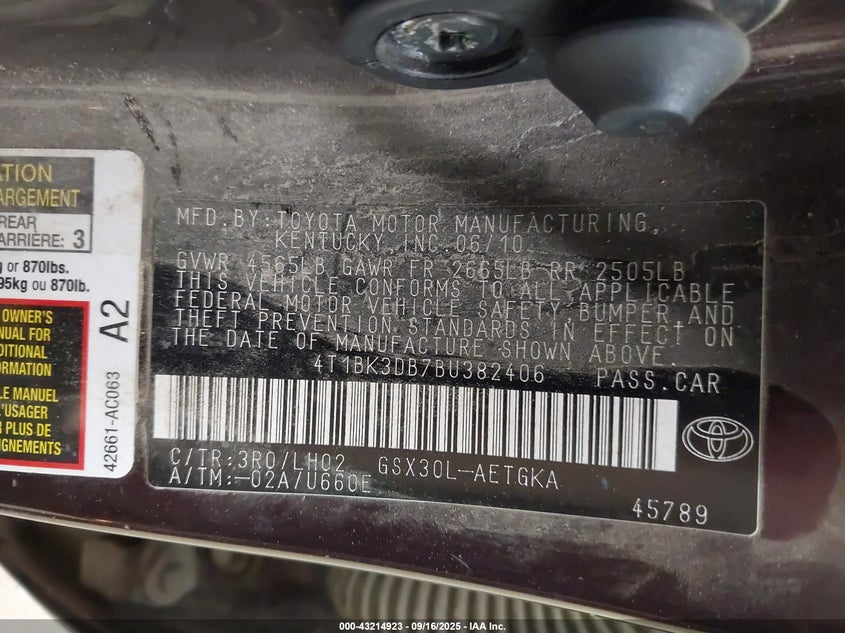 ATION
ARGEMENT
REAR
ARRIÈRE: 3
g or 870lbs.
95kg ou 870lb.
OWNER'S
NUAL FOR
DITIONAL
ORMATION
LE MANUEL
L'USAGER
R PLUS DE
IGNEMENTS
A2
42661-AC063
MFD.BY:TOYOTA MOTOR MANUFACTURING,
KENTUCKY, INC. 06/10.
GVWR 4565LB GAWR FR 2665LB RR 2505LB
THIS VEHICLE CONFORMS TO ALL APPLICABLE
FEDERAL MOTOR VEHICLE SAFETY, BUMPER AND
THEFT PREVENTION STANDARDS IN EFFECT ON
THE DATE OF MANUFACTURE SHOWN ABOVE.
4T1BK3DB7BU382406 PASS.CAR
C/TR:3R0/LH02 GSX30L-AETGKA
A/TM:-02A/U660E
45789
000-43214923 - 09/16/2025 - IAA Inc.